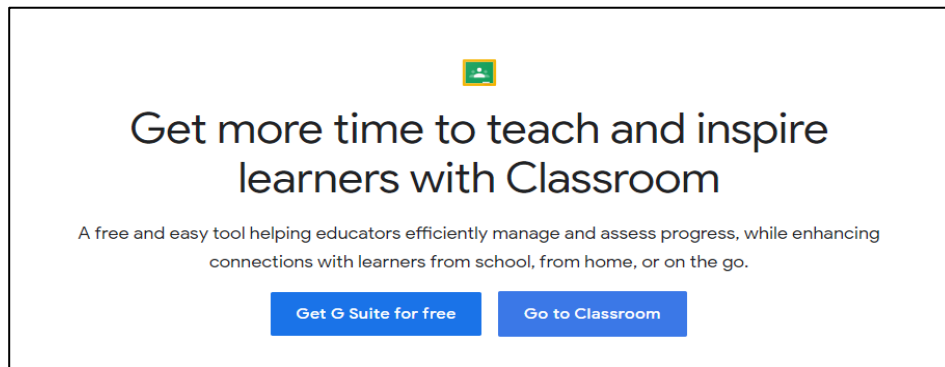 Get more time to teach and inspire
learners with Classroom
A free and easy tool helping educators efficiently manage and assess progress, while enhancing
connections with learners from school, from home, or on the go.
Get G Suite for free
Go to Classroom